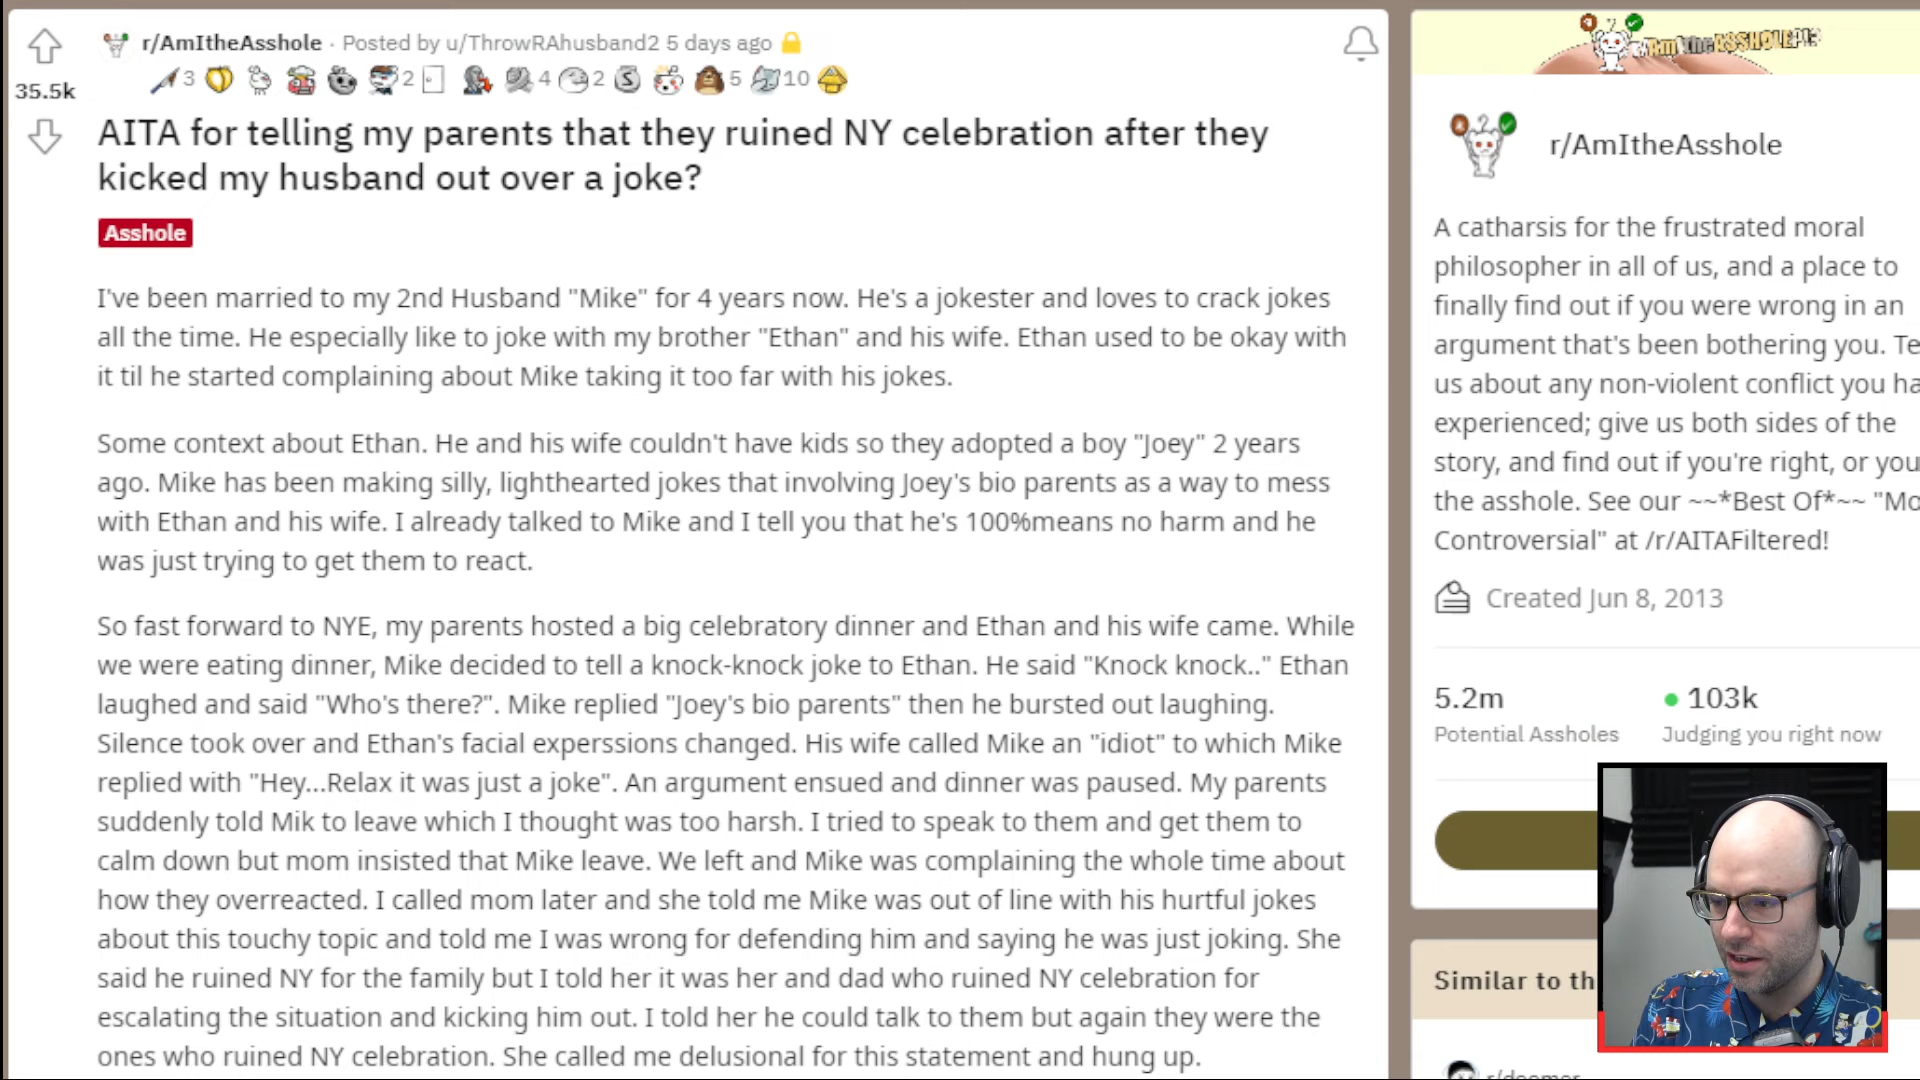 r/AmItheAsshole · Posted by u/ThrowRAhusband2 5 days ago
3 2 4 2 5 10
35.5k
AITA for telling my parents that they ruined NY celebration after they
kicked my husband out over a joke?
Asshole
I've been married to my 2nd Husband "Mike" for 4 years now. He's a jokester and loves to crack jokes
all the time. He especially like to joke with my brother "Ethan" and his wife. Ethan used to be okay with
it til he started complaining about Mike taking it too far with his jokes.
Some context about Ethan. He and his wife couldn't have kids so they adopted a boy "Joey" 2 years
ago. Mike has been making silly, lighthearted jokes that involving Joey's bio parents as a way to mess
with Ethan and his wife. I already talked to Mike and I tell you that he's 100%means no harm and he
was just trying to get them to react.
So fast forward to NYE, my parents hosted a big celebratory dinner and Ethan and his wife came. While
we were eating dinner, Mike decided to tell a knock-knock joke to Ethan. He said "Knock knock.." Ethan
laughed and said "Who's there?". Mike replied "Joey's bio parents" then he bursted out laughing.
Silence took over and Ethan's facial experssions changed. His wife called Mike an "idiot" to which Mike
replied with "Hey...Relax it was just a joke". An argument ensued and dinner was paused. My parents
suddenly told Mik to leave which I thought was too harsh. I tried to speak to them and get them to
calm down but mom insisted that Mike leave. We left and Mike was complaining the whole time about
how they overreacted. I called mom later and she told me Mike was out of line with his hurtful jokes
about this touchy topic and told me I was wrong for defending him and saying he was just joking. She
said he ruined NY for the family but I told her it was her and dad who ruined NY celebration for
escalating the situation and kicking him out. I told her he could talk to them but again they were the
ones who ruined NY celebration. She called me delusional for this statement and hung up.
r/AmItheAsshole
A catharsis for the frustrated moral
philosopher in all of us, and a place to
finally find out if you were wrong in an
argument that's been bothering you. Te
us about any non-violent conflict you ha
experienced; give us both sides of the
story, and find out if you're right, or you
the asshole. See our ~~*Best Of*~~ "Mo
Controversial" at /r/AITAFiltered!
Created Jun 8, 2013
5.2m 103k
Potential Assholes Judging you right now
Similar to th
r/doomer